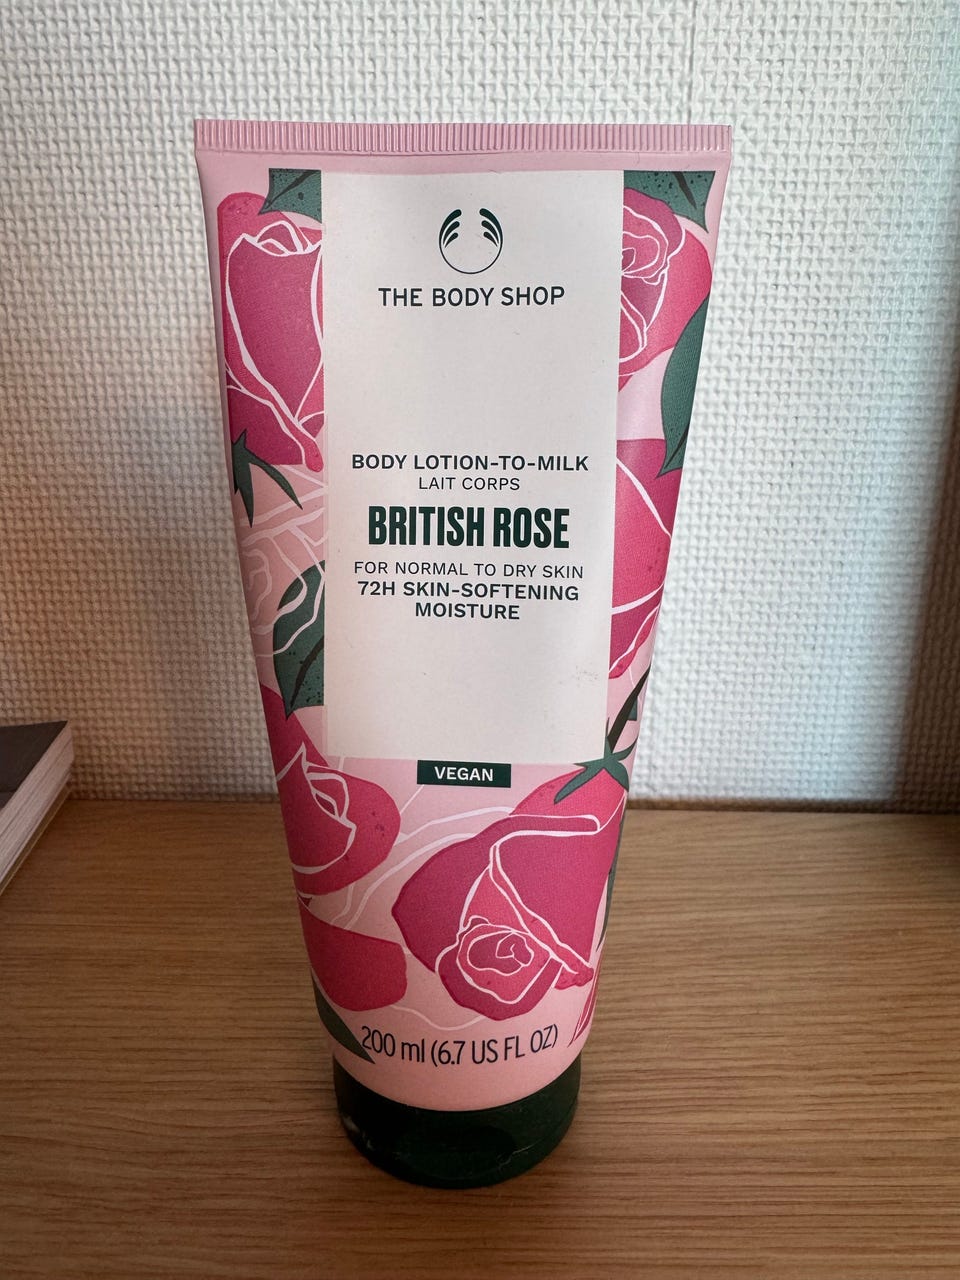 THE BODY SHOP
BODY LOTION-TO-MILK
LAIT CORPS
BRITISH ROSE
FOR NORMAL TO DRY SKIN
72H SKIN-SOFTENING
MOISTURE
VEGAN
200 ml (6.7 US FL OZ)